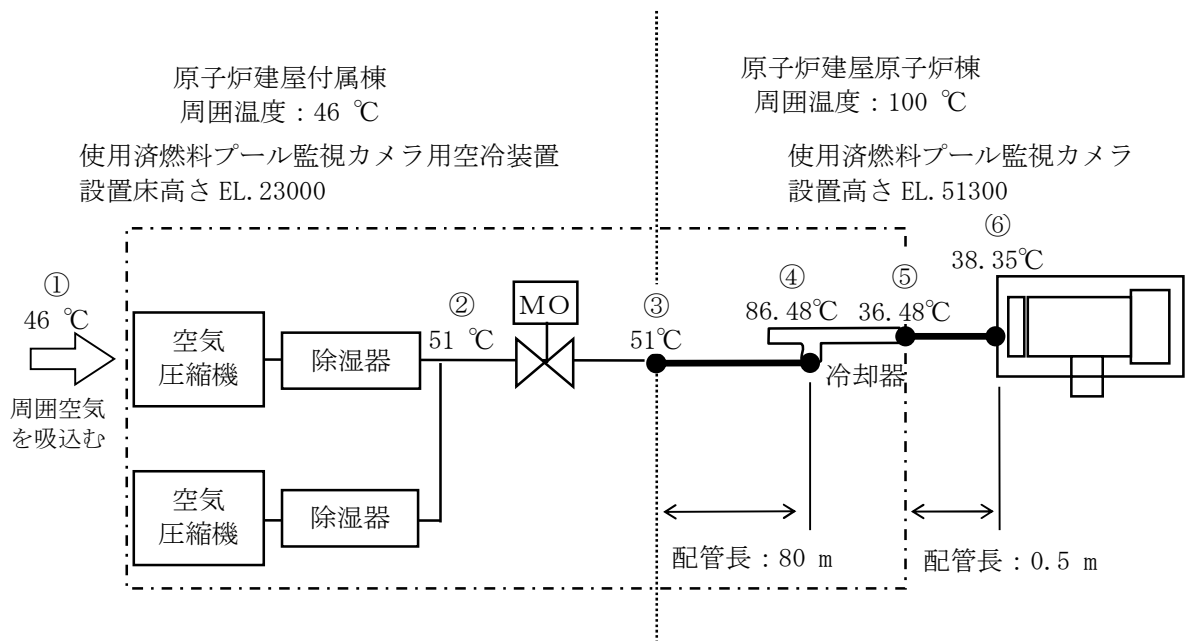 原子炉建屋付属棟
周囲温度：46 ℃
使用済燃料プール監視カメラ用空冷装置
設置床高さ EL.23000
原子炉建屋原子炉棟
周囲温度：100 ℃
使用済燃料プール監視カメラ
設置高さ EL.51300
①
46 ℃
周囲空気
を吸込む
空気
圧縮機
除湿器
②
51 ℃
MO
③
51℃
④
86.48℃
冷却器
⑤
36.48℃
⑥
38.35℃
空気
圧縮機
除湿器
配管長：80 m
配管長：0.5 m